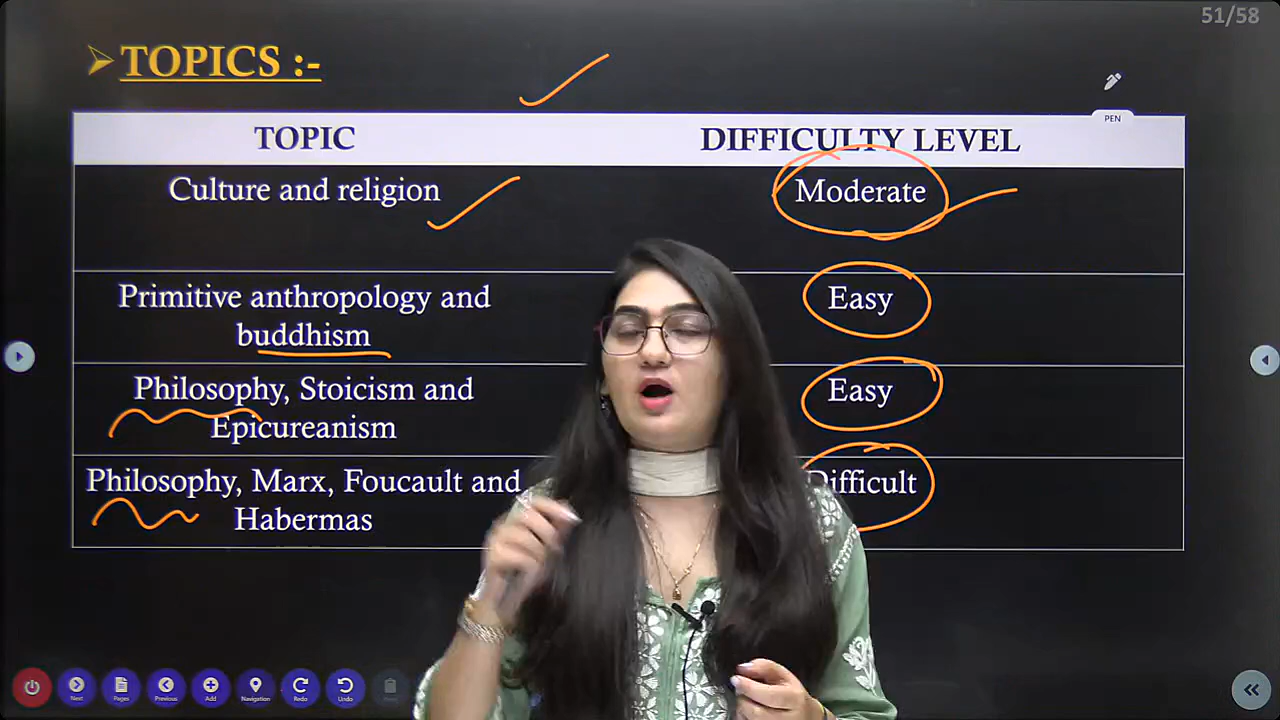 51/58
TOPICS :-
PEN
TOPIC DIFFICULTY LEVEL
Culture and religion Moderate
Primitive anthropology and
buddhism
Easy
Philosophy, Stoicism and
Epicureanism
Easy
Philosophy, Marx, Foucault and
Habermas
Difficult
Next Pages Previous Add Navigation Redo Undo